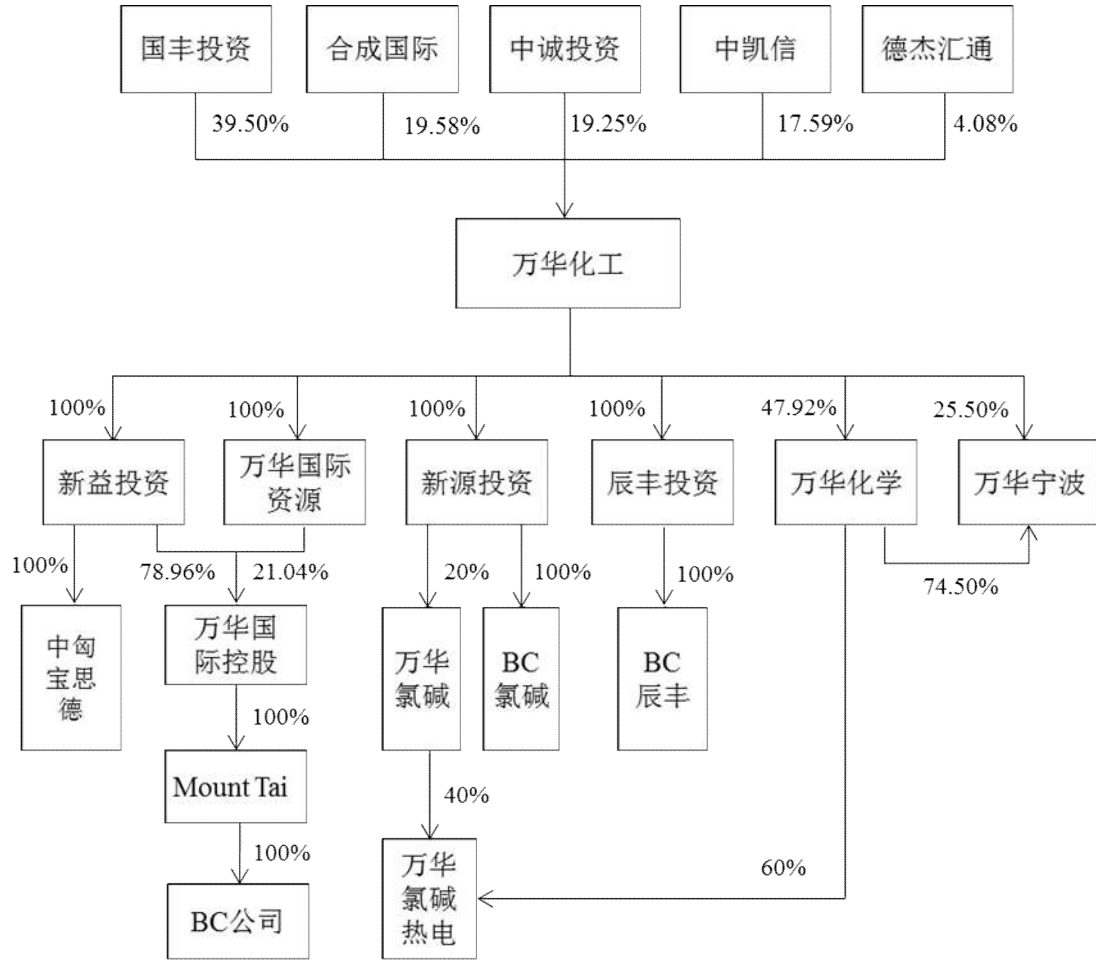 国丰投资
合成国际
中诚投资
中凯信
德杰汇通
39.50%
19.58%
19.25%
17.59%
4.08%
万华化工
100%
100%
100%
100%
47.92%
25.50%
新益投资
万华国际
资源
新源投资
辰丰投资
万华化学
万华宁波
100%
78.96%
21.04%
20%
100%
100%
74.50%
中匈
宝思
德
万华国
际控股
万华
氯碱
BC
氯碱
BC
辰丰
100%
Mount Tai
40%
100%
60%
BC公司
万华
氯碱
热电